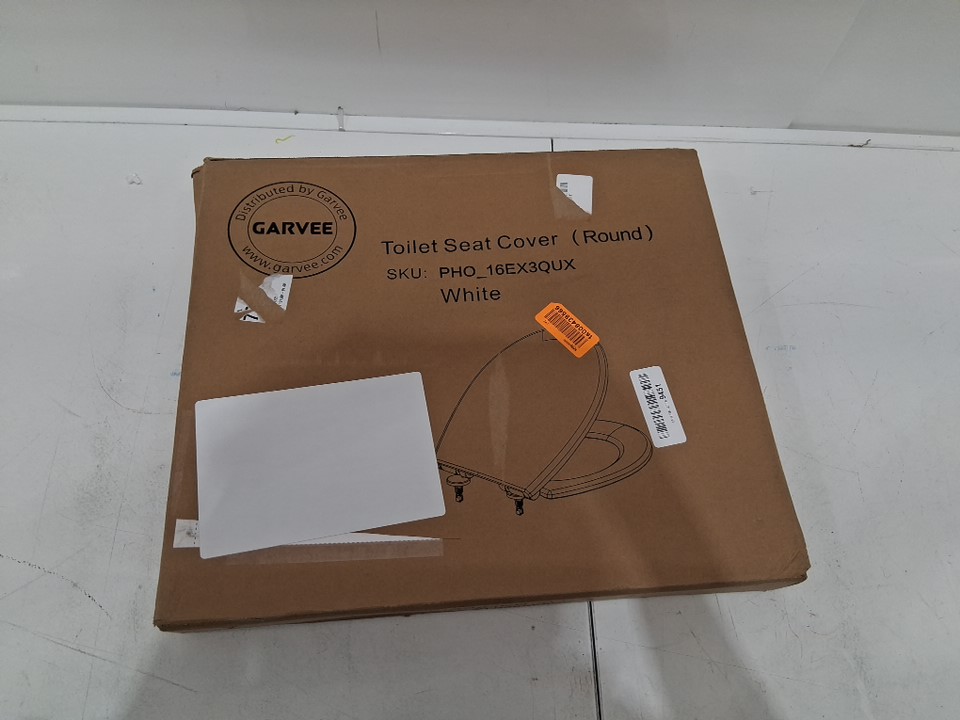 Distributed by Garvee
GARVEE
www.garvee.com
Toilet Seat Cover (Round)
SKU: PHO_16EX3QUX
White